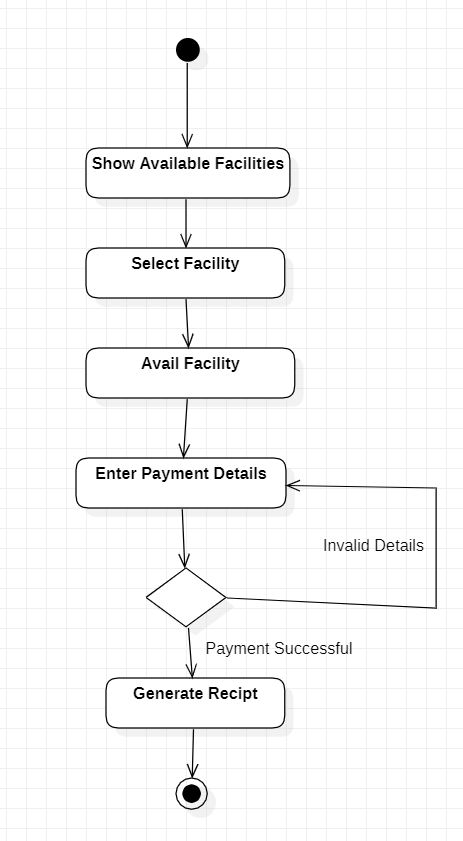 Show Available Facilities
Select Facility
Avail Facility
Enter Payment Details
Invalid Details
Payment Successful
Generate Recipt